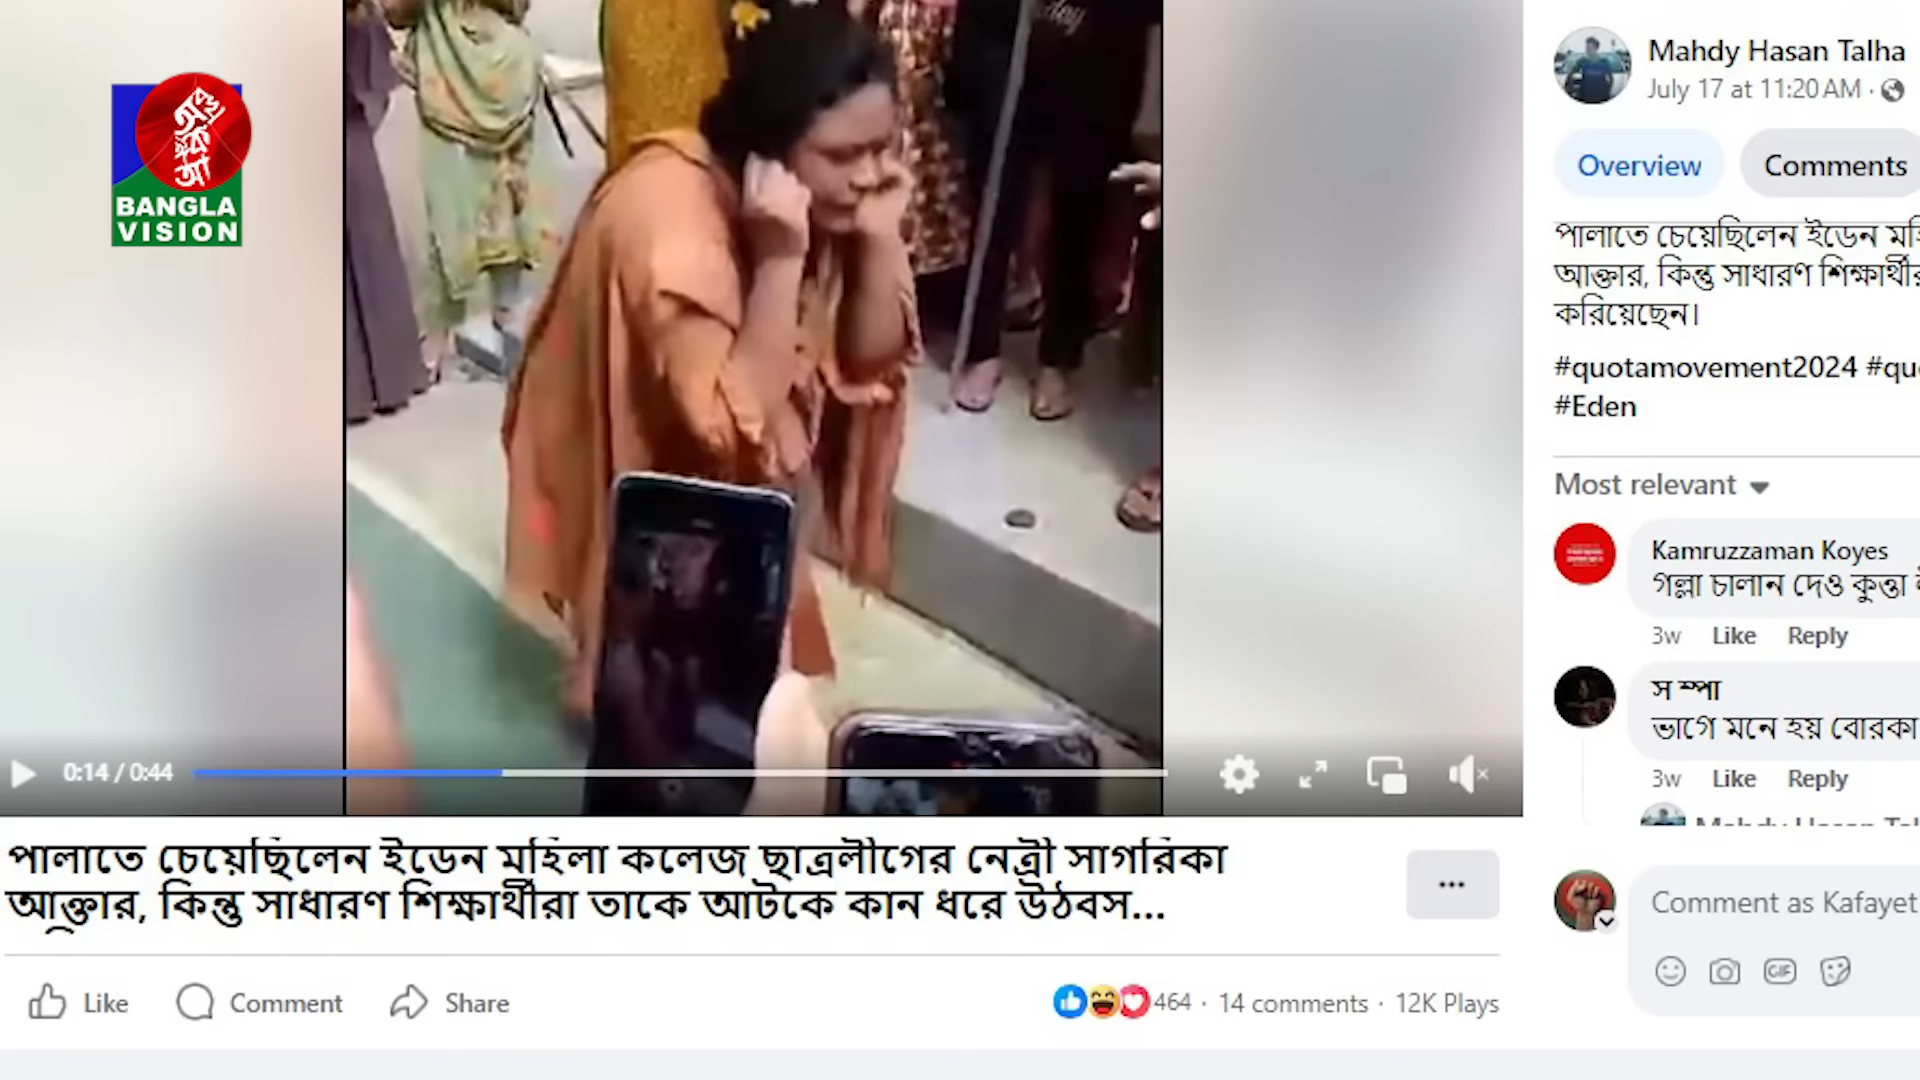 অপেক্ষা
BANGLA
VISION
0:14 / 0:44
পালাতে চেয়েছিলেন ইডেন মহিলা কলেজ ছাত্রলীগের নেত্রী সাগরিকা
আক্তার, কিন্তু সাধারণ শিক্ষার্থীরা তাকে আটকে কান ধরে উঠবস...
Like
Comment
Share
464 · 14 comments · 12K Plays
Mahdy Hasan Talha
July 17 at 11:20 AM ·
Overview
Comments
পালাতে চেয়েছিলেন ইডেন
আক্তার, কিন্তু সাধারণ
করিয়েছেন।
#quotamovement2024
#Eden
Most relevant
Kamruzzaman Koyes
গল্লা চালান দেও কুত্তা
3w Like Reply
স ম্পা
ভাগে মনে হয় বোরকা
3w Like Reply
Comment as Kafayet
GIF